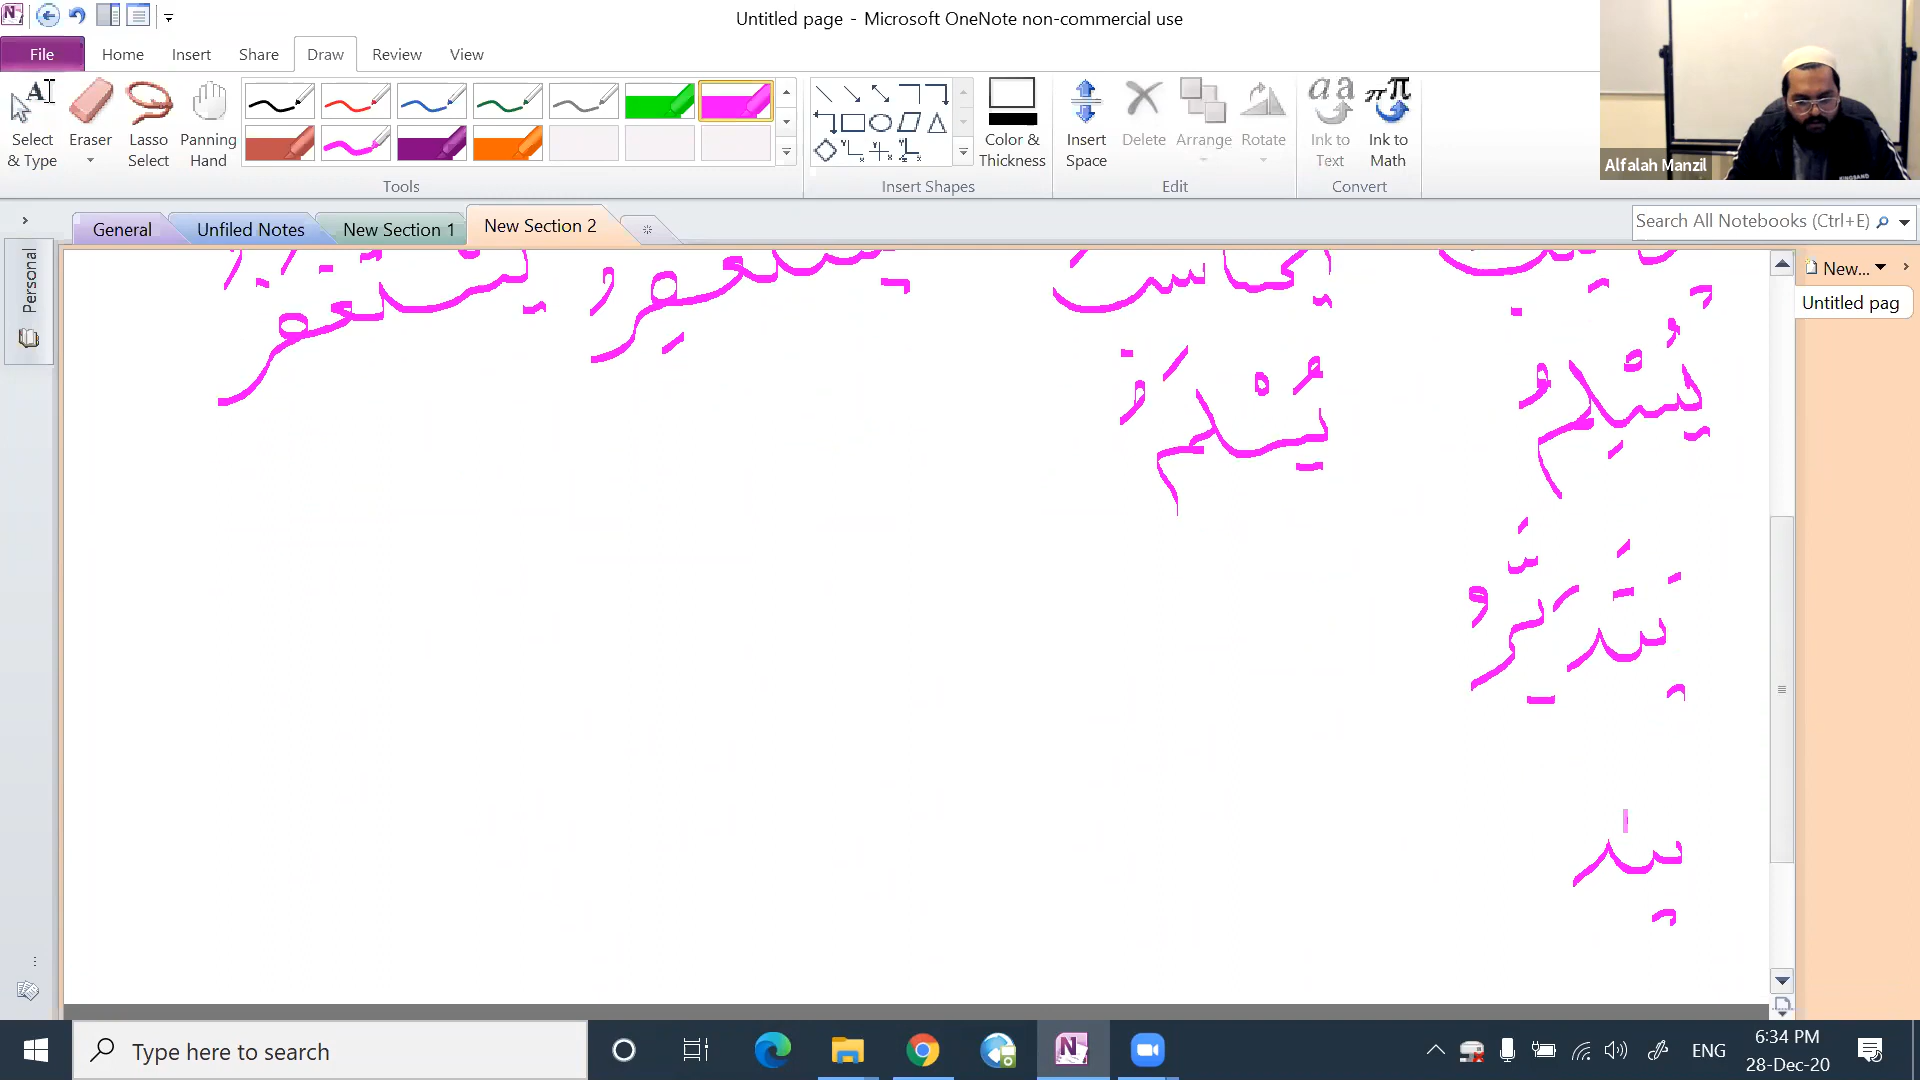 Untitled page - Microsoft OneNote non-commercial use
File Home Insert Share Draw Review View
Select & Type
Eraser
Lasso Select
Panning Hand
Color & Thickness
Insert Space
Delete
Arrange
Rotate
Ink to Text
Ink to Math
Tools
Insert Shapes
Edit
Convert
Alfalah Manzil
General Unfiled Notes New Section 1 New Section 2
Search All Notebooks (Ctrl+E)
Personal
New...
Untitled pag
يُسْلِمُ يُسْلَمُ
Type here to search
ENG
6:34 PM
28-Dec-20